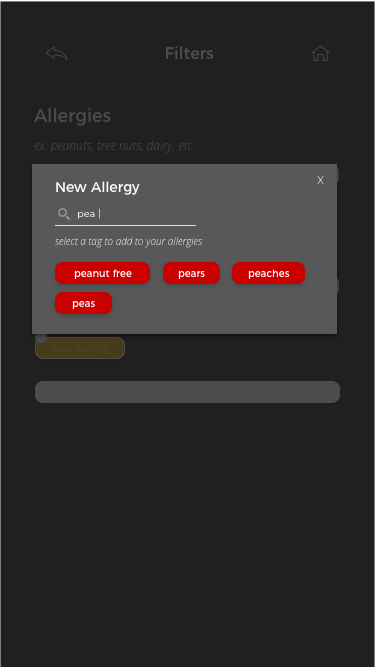 Filters
Allergies
ex. peanuts, tree nuts, dairy, etc.
New Allergy
X
pea |
select a tag to add to your allergies
peanut free
pears
peaches
peas